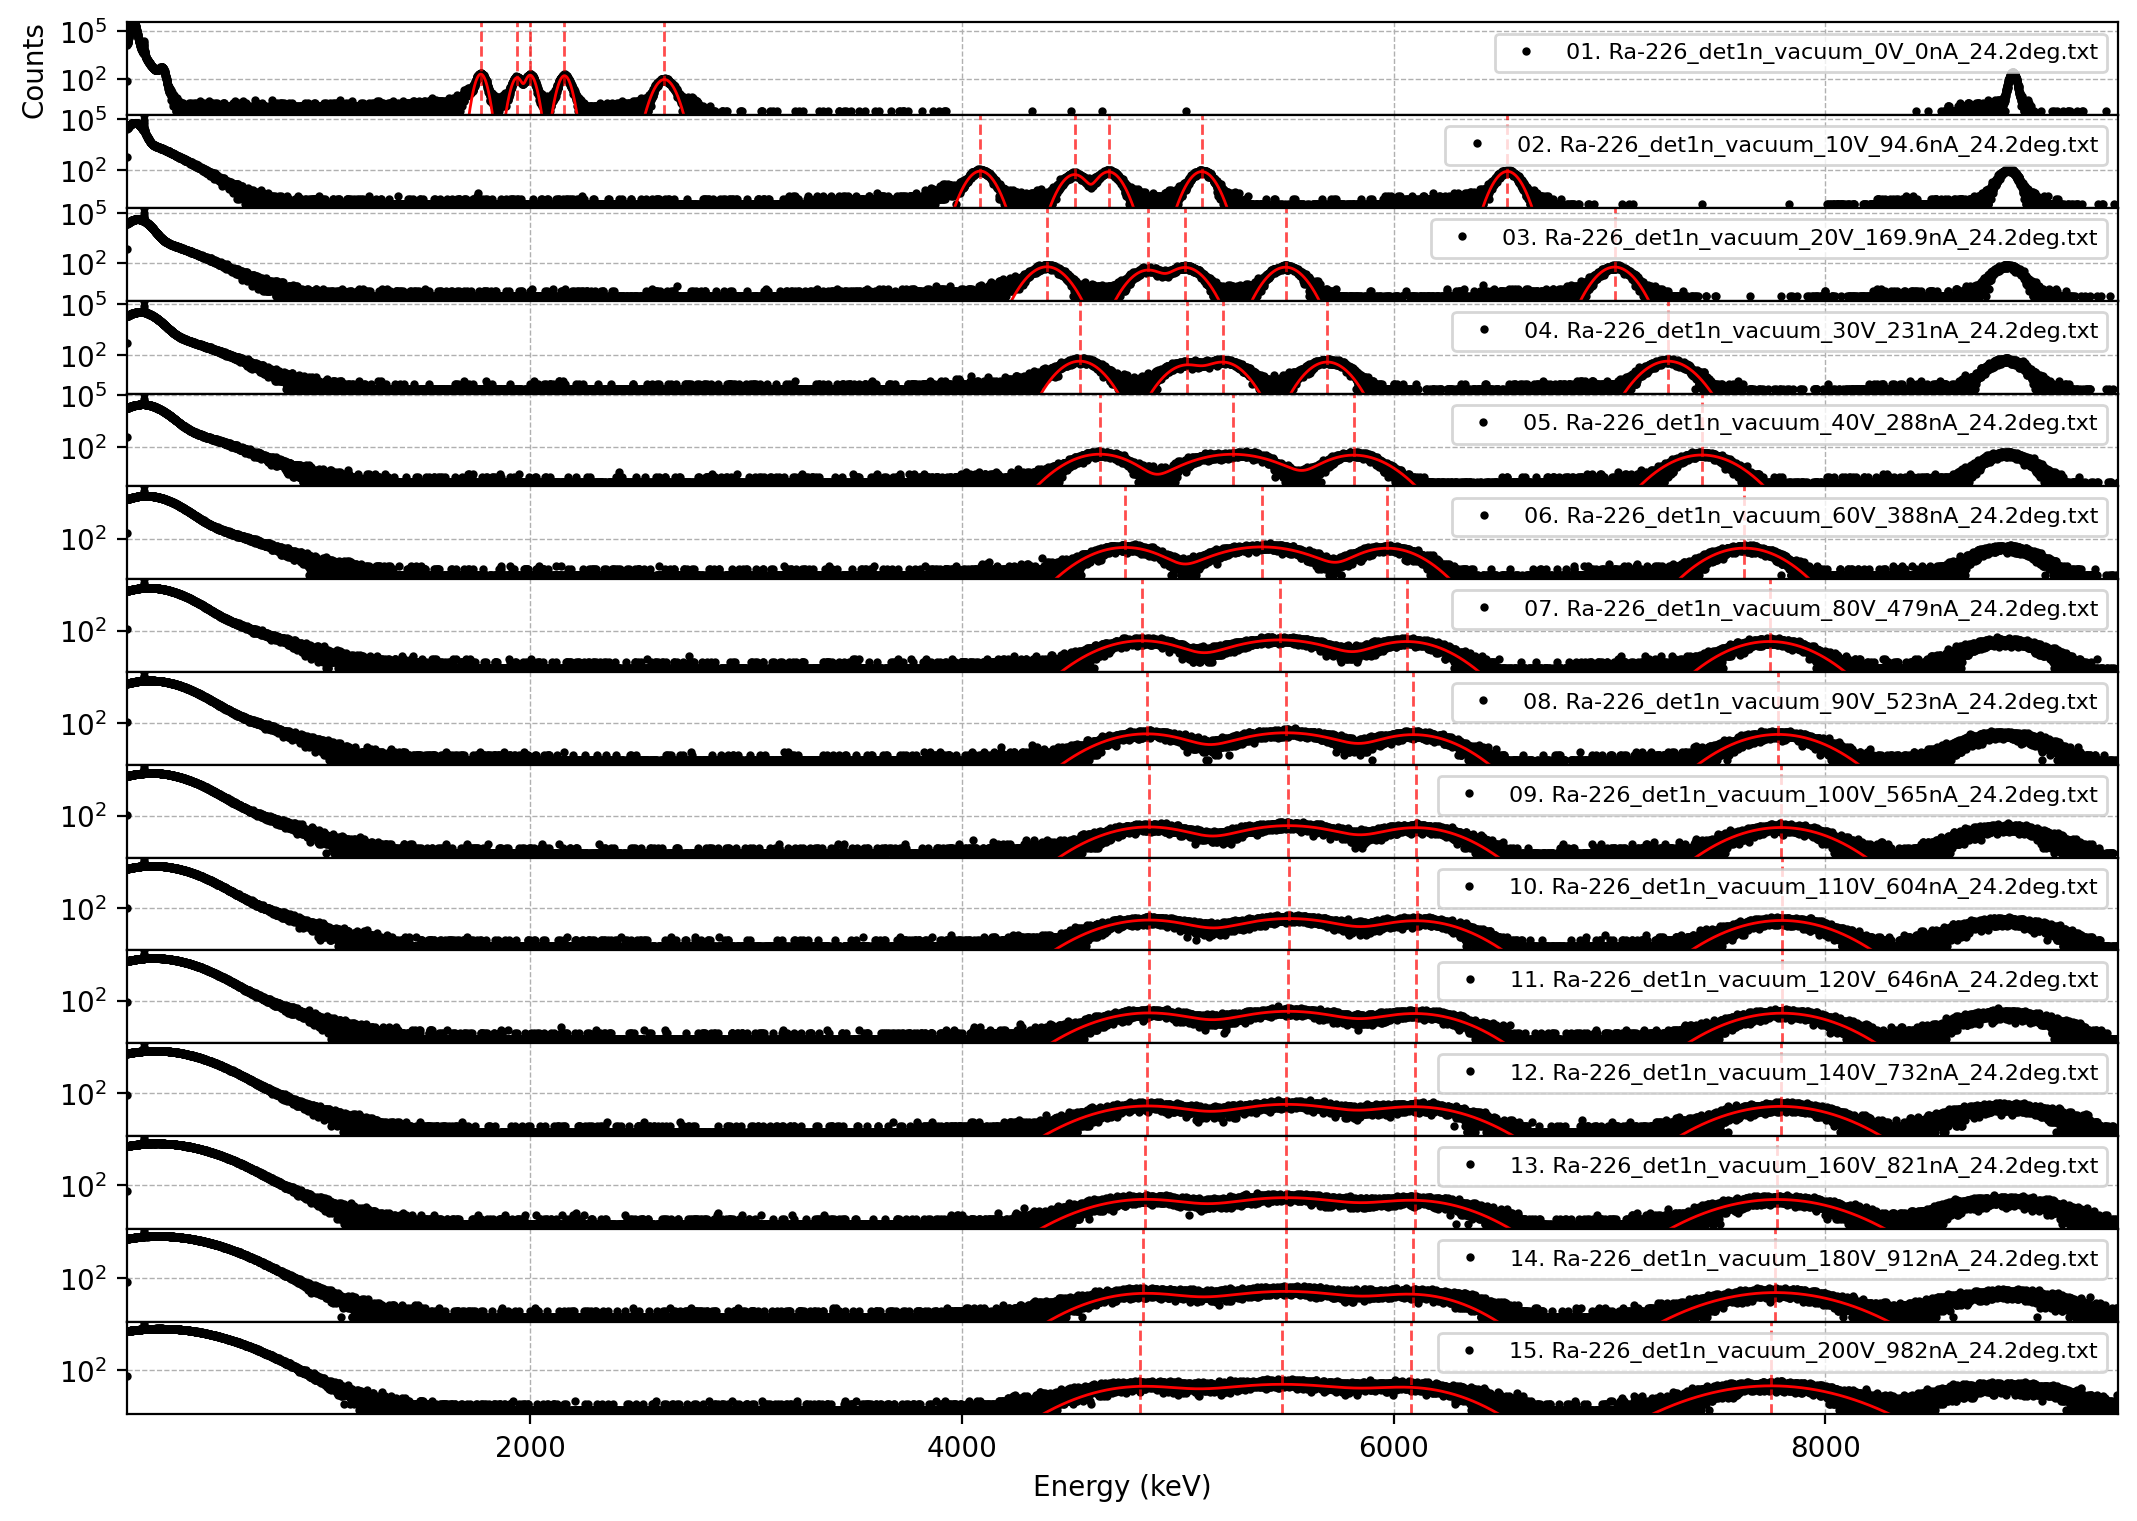 Counts
10^5
10^2
01. Ra-226_det1n_vacuum_0V_0nA_24.2deg.txt
10^5
10^2
02. Ra-226_det1n_vacuum_10V_94.6nA_24.2deg.txt
10^5
10^2
03. Ra-226_det1n_vacuum_20V_169.9nA_24.2deg.txt
10^5
10^2
04. Ra-226_det1n_vacuum_30V_231nA_24.2deg.txt
10^5
10^2
05. Ra-226_det1n_vacuum_40V_288nA_24.2deg.txt
10^2
06. Ra-226_det1n_vacuum_60V_388nA_24.2deg.txt
10^2
07. Ra-226_det1n_vacuum_80V_479nA_24.2deg.txt
10^2
08. Ra-226_det1n_vacuum_90V_523nA_24.2deg.txt
10^2
09. Ra-226_det1n_vacuum_100V_565nA_24.2deg.txt
10^2
10. Ra-226_det1n_vacuum_110V_604nA_24.2deg.txt
10^2
11. Ra-226_det1n_vacuum_120V_646nA_24.2deg.txt
10^2
12. Ra-226_det1n_vacuum_140V_732nA_24.2deg.txt
10^2
13. Ra-226_det1n_vacuum_160V_821nA_24.2deg.txt
10^2
14. Ra-226_det1n_vacuum_180V_912nA_24.2deg.txt
10^2
15. Ra-226_det1n_vacuum_200V_982nA_24.2deg.txt
2000 4000 6000 8000
Energy (keV)